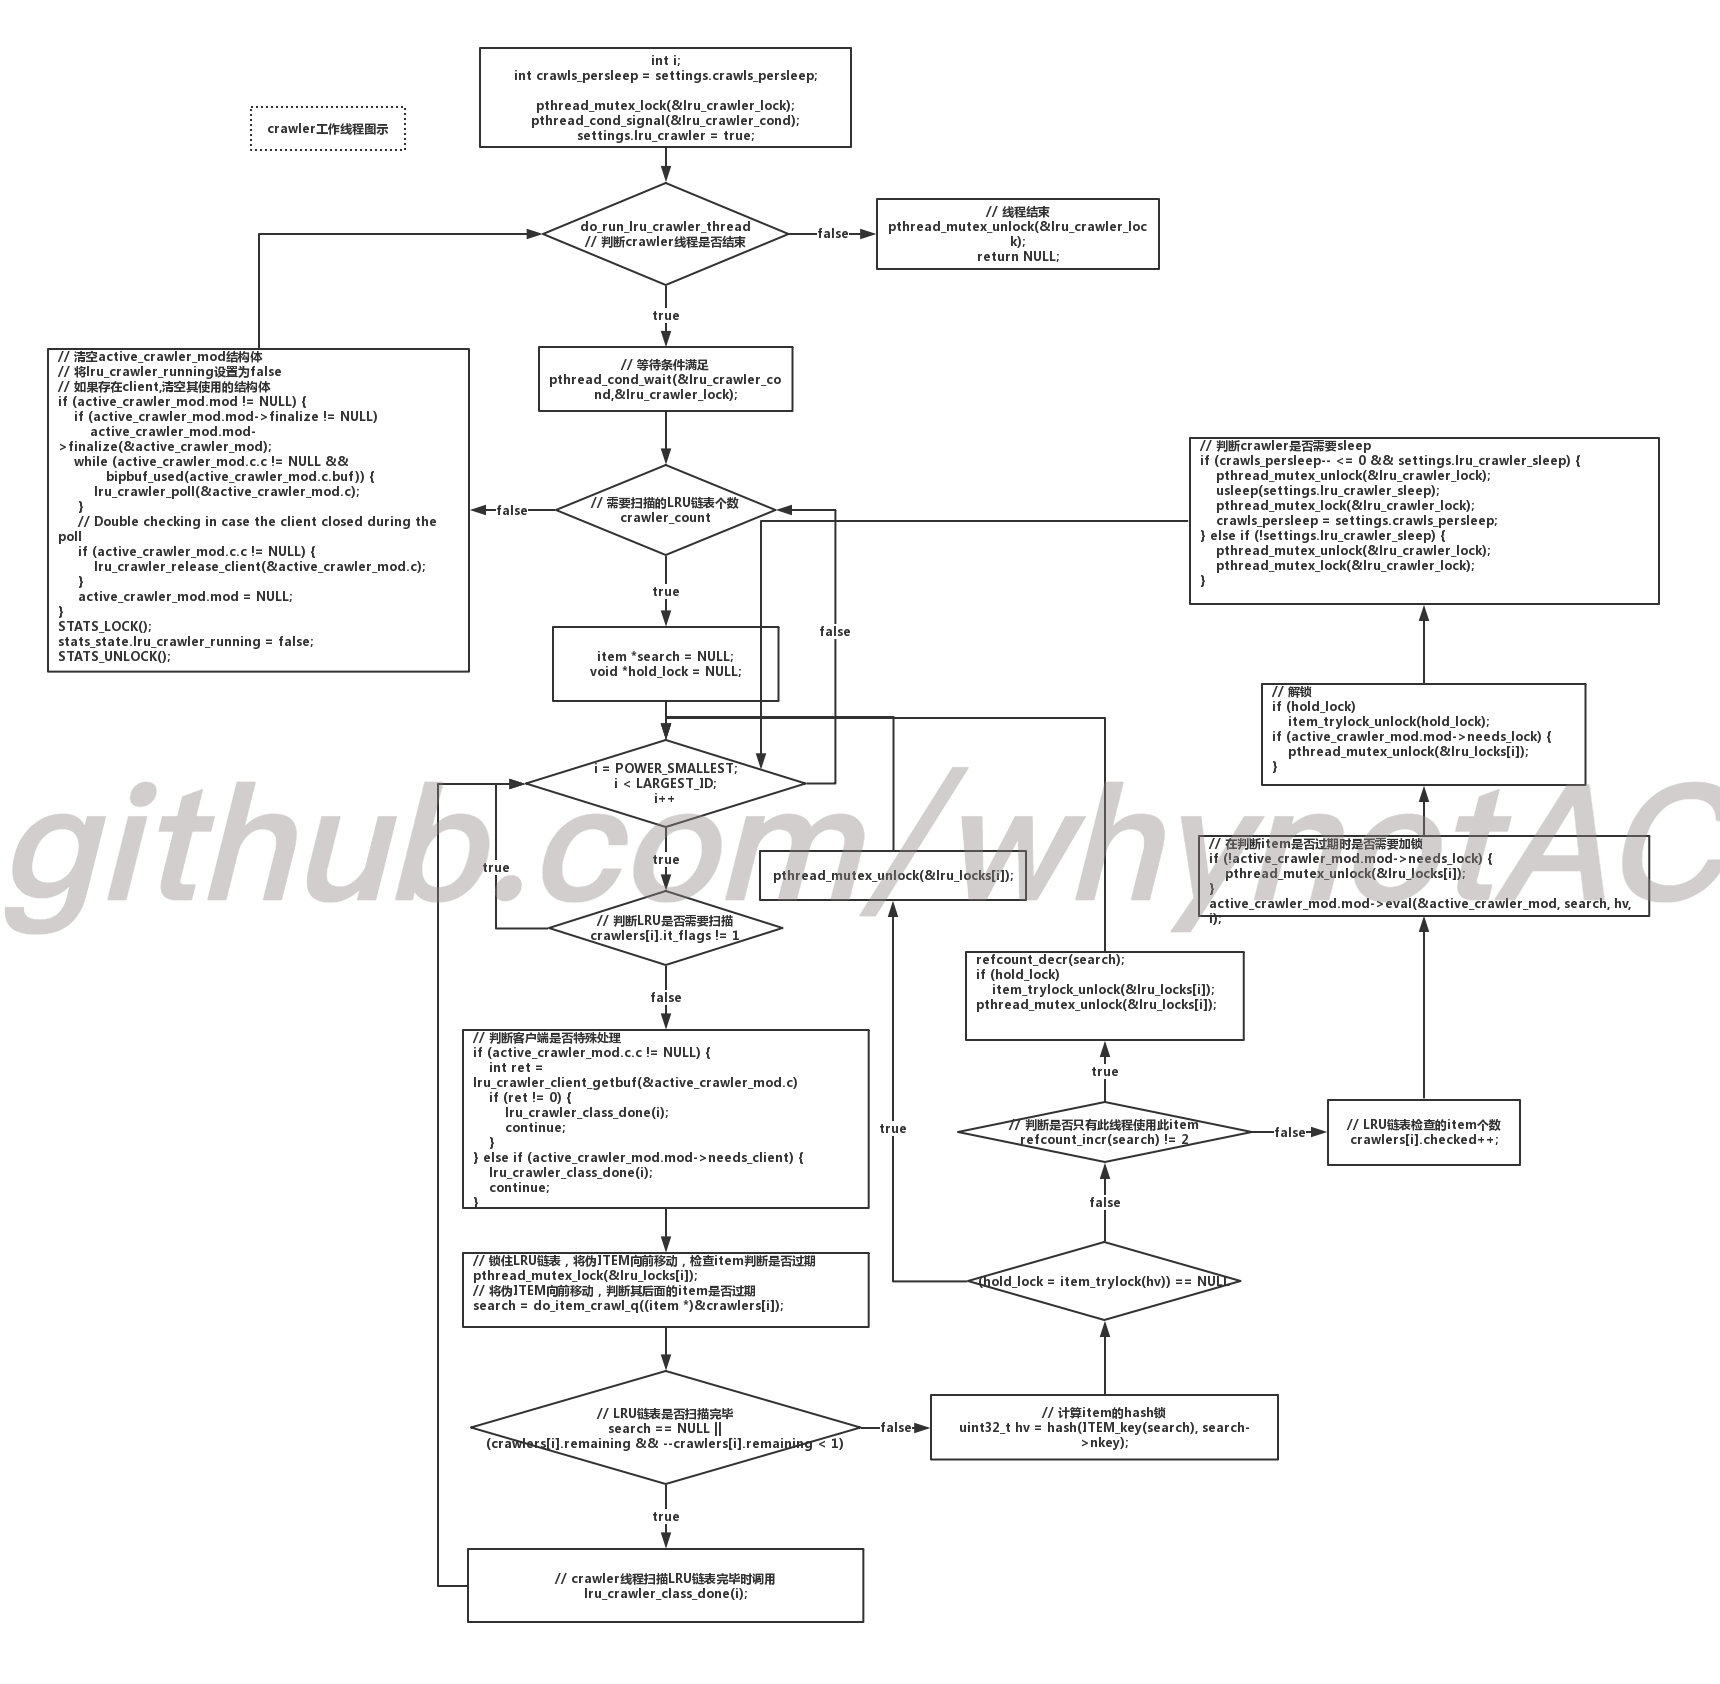 int i;
int crawls_persleep = settings.crawls_persleep;
pthread_mutex_lock(&lru_crawler_lock);
pthread_cond_signal(&lru_crawler_cond);
settings.lru_crawler = true;
crawler工作线程图示
do_run_lru_crawler_thread
// 判断crawler线程是否结束
false
// 线程结束
pthread_mutex_unlock(&lru_crawler_loc
k);
return NULL;
true
// 等待条件满足
pthread_cond_wait(&lru_crawler_co
nd,&lru_crawler_lock);
// 清空active_crawler_mod结构体
// 将lru_crawler_running设置为false
// 如果存在client,清空其使用的结构体
if (active_crawler_mod.mod != NULL) {
if (active_crawler_mod.mod->finalize != NULL)
active_crawler_mod.mod-
>finalize(&active_crawler_mod);
while (active_crawler_mod.c.c != NULL &&
bipbuf_used(active_crawler_mod.c.buf)) {
lru_crawler_poll(&active_crawler_mod.c);
}
// Double checking in case the client closed during the
poll
if (active_crawler_mod.c.c != NULL) {
lru_crawler_release_client(&active_crawler_mod.c);
}
active_crawler_mod.mod = NULL;
}
STATS_LOCK();
stats_state.lru_crawler_running = false;
STATS_UNLOCK();
false
// 需要扫描的LRU链表个数
crawler_count
// 判断crawler是否需要sleep
if (crawls_persleep-- <= 0 && settings.lru_crawler_sleep) {
pthread_mutex_unlock(&lru_crawler_lock);
usleep(settings.lru_crawler_sleep);
pthread_mutex_lock(&lru_crawler_lock);
crawls_persleep = settings.crawls_persleep;
} else if (!settings.lru_crawler_sleep) {
pthread_mutex_unlock(&lru_crawler_lock);
pthread_mutex_lock(&lru_crawler_lock);
}
true
false
item *search = NULL;
void *hold_lock = NULL;
// 解锁
if (hold_lock)
item_trylock_unlock(hold_lock);
if (active_crawler_mod.mod->needs_lock) {
pthread_mutex_unlock(&lru_locks[i]);
}
i = POWER_SMALLEST;
i < LARGEST_ID;
i++
github.com/whynotAC
true
true
pthread_mutex_unlock(&lru_locks[i]);
// 在判断item是否过期时是否需要加锁
if (!active_crawler_mod.mod->needs_lock) {
pthread_mutex_unlock(&lru_locks[i]);
}
active_crawler_mod.mod->eval(&active_crawler_mod, search, hv,
i);
// 判断LRU是否需要扫描
crawlers[i].it_flags != 1
false
refcount_decr(search);
if (hold_lock)
item_trylock_unlock(&lru_locks[i]);
pthread_mutex_unlock(&lru_locks[i]);
// 判断客户端是否特殊处理
if (active_crawler_mod.c.c != NULL) {
int ret =
lru_crawler_client_getbuf(&active_crawler_mod.c)
if (ret != 0) {
lru_crawler_class_done(i);
continue;
}
} else if (active_crawler_mod.mod->needs_client) {
lru_crawler_class_done(i);
continue;
}
true
true
// 判断是否只有此线程使用此item
refcount_incr(search) != 2
false
// LRU链表检查的item个数
crawlers[i].checked++;
false
// 锁住LRU链表，将伪ITEM向前移动，检查item判断是否过期
pthread_mutex_lock(&lru_locks[i]);
// 将伪ITEM向前移动，判断其后面的item是否过期
search = do_item_crawl_q((item *)&crawlers[i]);
(hold_lock = item_trylock(hv)) == NULL
// LRU链表是否扫描完毕
search == NULL ||
(crawlers[i].remaining && --crawlers[i].remaining < 1)
false
// 计算item的hash锁
uint32_t hv = hash(ITEM_key(search), search-
>nkey);
true
// crawler线程扫描LRU链表完毕时调用
lru_crawler_class_done(i);